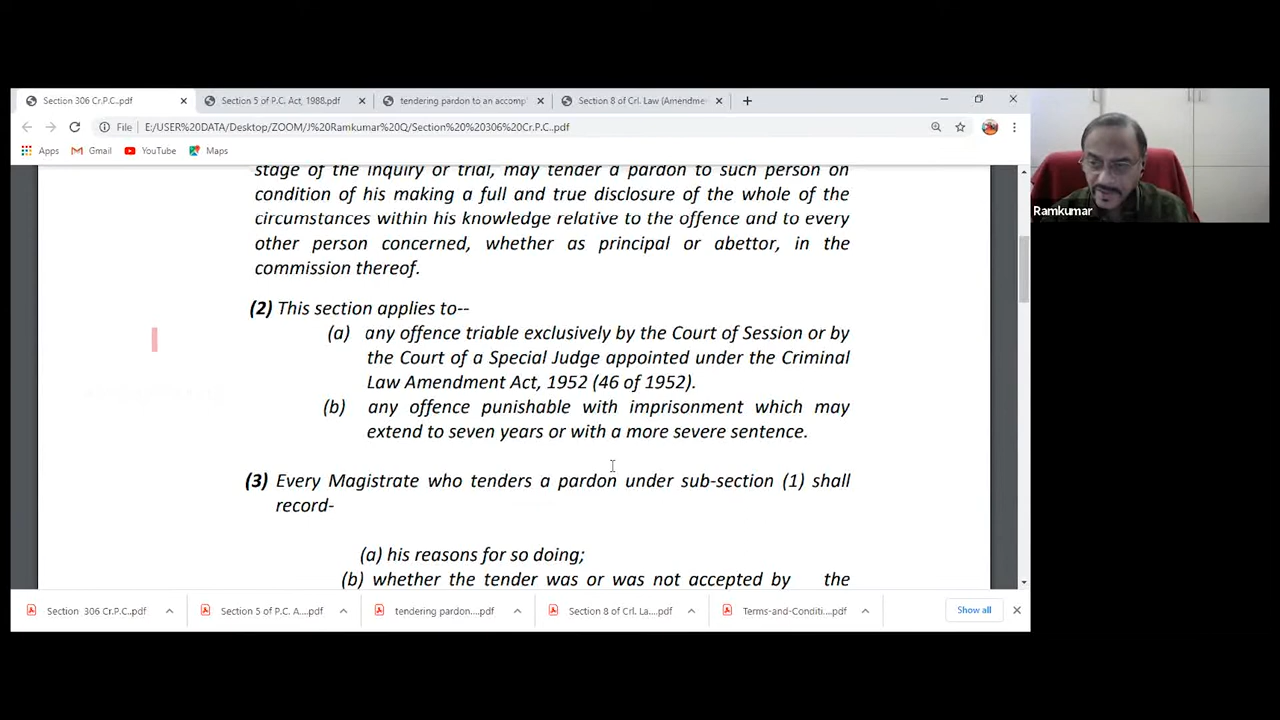 Section 306 Cr.P.C..pdf
Section 5 of P.C. Act, 1988.pdf
tendering pardon to an accomp
Section 8 of Crl. Law (Amendme
File
E:/USER%20DATA/Desktop/ZOOM/J%20Ramkumar%20Q/Section%20%20306%20Cr.P.C..pdf
Apps
Gmail
YouTube
Maps
stage of the inquiry or trial, may tender a pardon to such person on
condition of his making a full and true disclosure of the whole of the
circumstances within his knowledge relative to the offence and to every
other person concerned, whether as principal or abettor, in the
commission thereof.
(2) This section applies to--
(a) any offence triable exclusively by the Court of Session or by
the Court of a Special Judge appointed under the Criminal
Law Amendment Act, 1952 (46 of 1952).
(b) any offence punishable with imprisonment which may
extend to seven years or with a more severe sentence.
(3) Every Magistrate who tenders a pardon under sub-section (1) shall
record-
(a) his reasons for so doing;
(b) whether the tender was or was not accepted by the
Ramkumar
Section 306 Cr.P.C..pdf
Section 5 of P.C. A....pdf
tendering pardon....pdf
Section 8 of Crl. La....pdf
Terms-and-Conditi....pdf
Show all